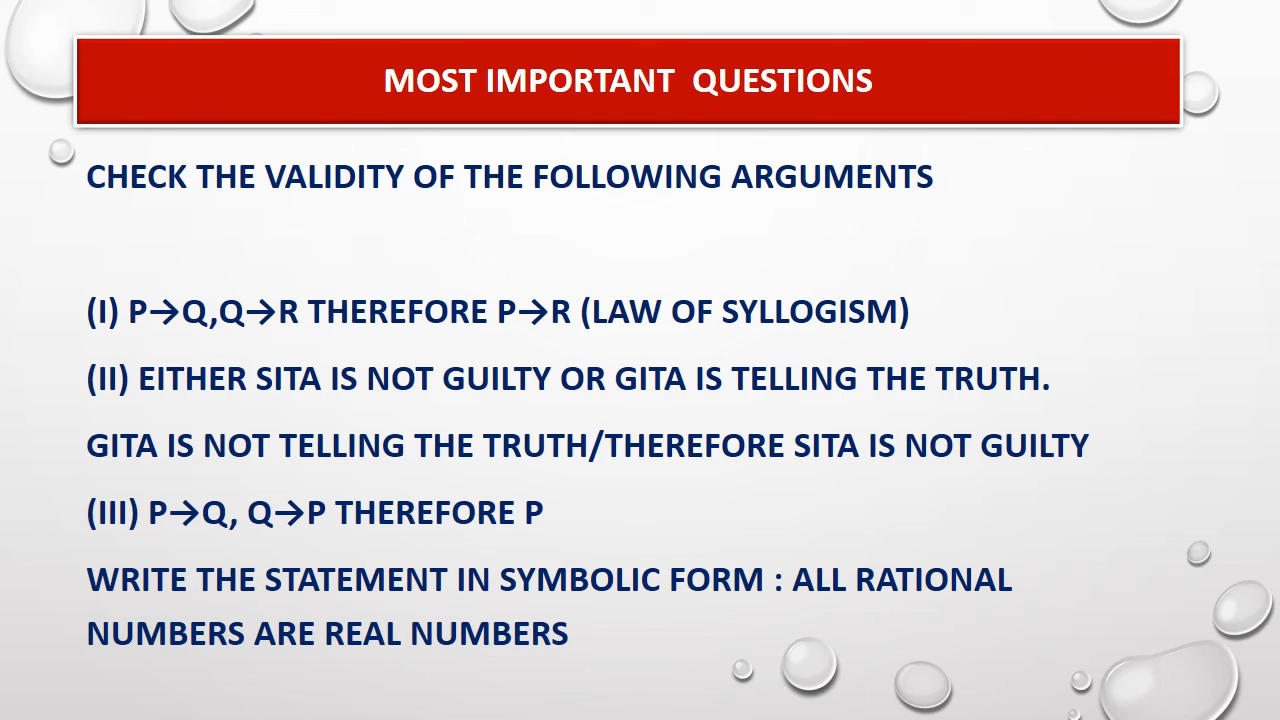 MOST IMPORTANT QUESTIONS
CHECK THE VALIDITY OF THE FOLLOWING ARGUMENTS
(I) P→Q,Q→R THEREFORE P→R (LAW OF SYLLOGISM)
(II) EITHER SITA IS NOT GUILTY OR GITA IS TELLING THE TRUTH.
GITA IS NOT TELLING THE TRUTH/THEREFORE SITA IS NOT GUILTY
(III) P→Q, Q→P THEREFORE P
WRITE THE STATEMENT IN SYMBOLIC FORM : ALL RATIONAL
NUMBERS ARE REAL NUMBERS